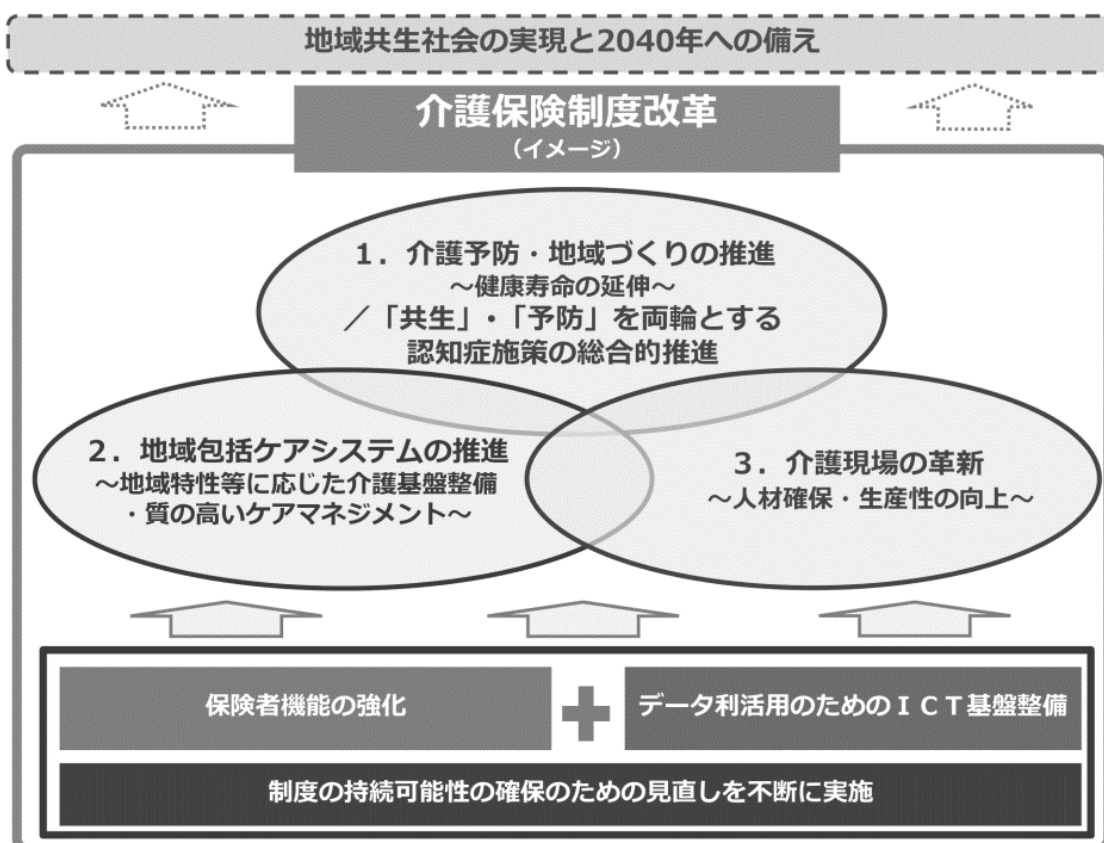 地域共生社会の実現と2040年への備え
介護保険制度改革
（イメージ）
１．介護予防・地域づくりの推進
～健康寿命の延伸～
／「共生」・「予防」を両輪とする
認知症施策の総合的推進
２．地域包括ケアシステムの推進
～地域特性等に応じた介護基盤整備
・質の高いケアマネジメント～
３．介護現場の革新
～人材確保・生産性の向上～
保険者機能の強化
データ利活用のためのＩＣＴ基盤整備
制度の持続可能性の確保のための見直しを不断に実施